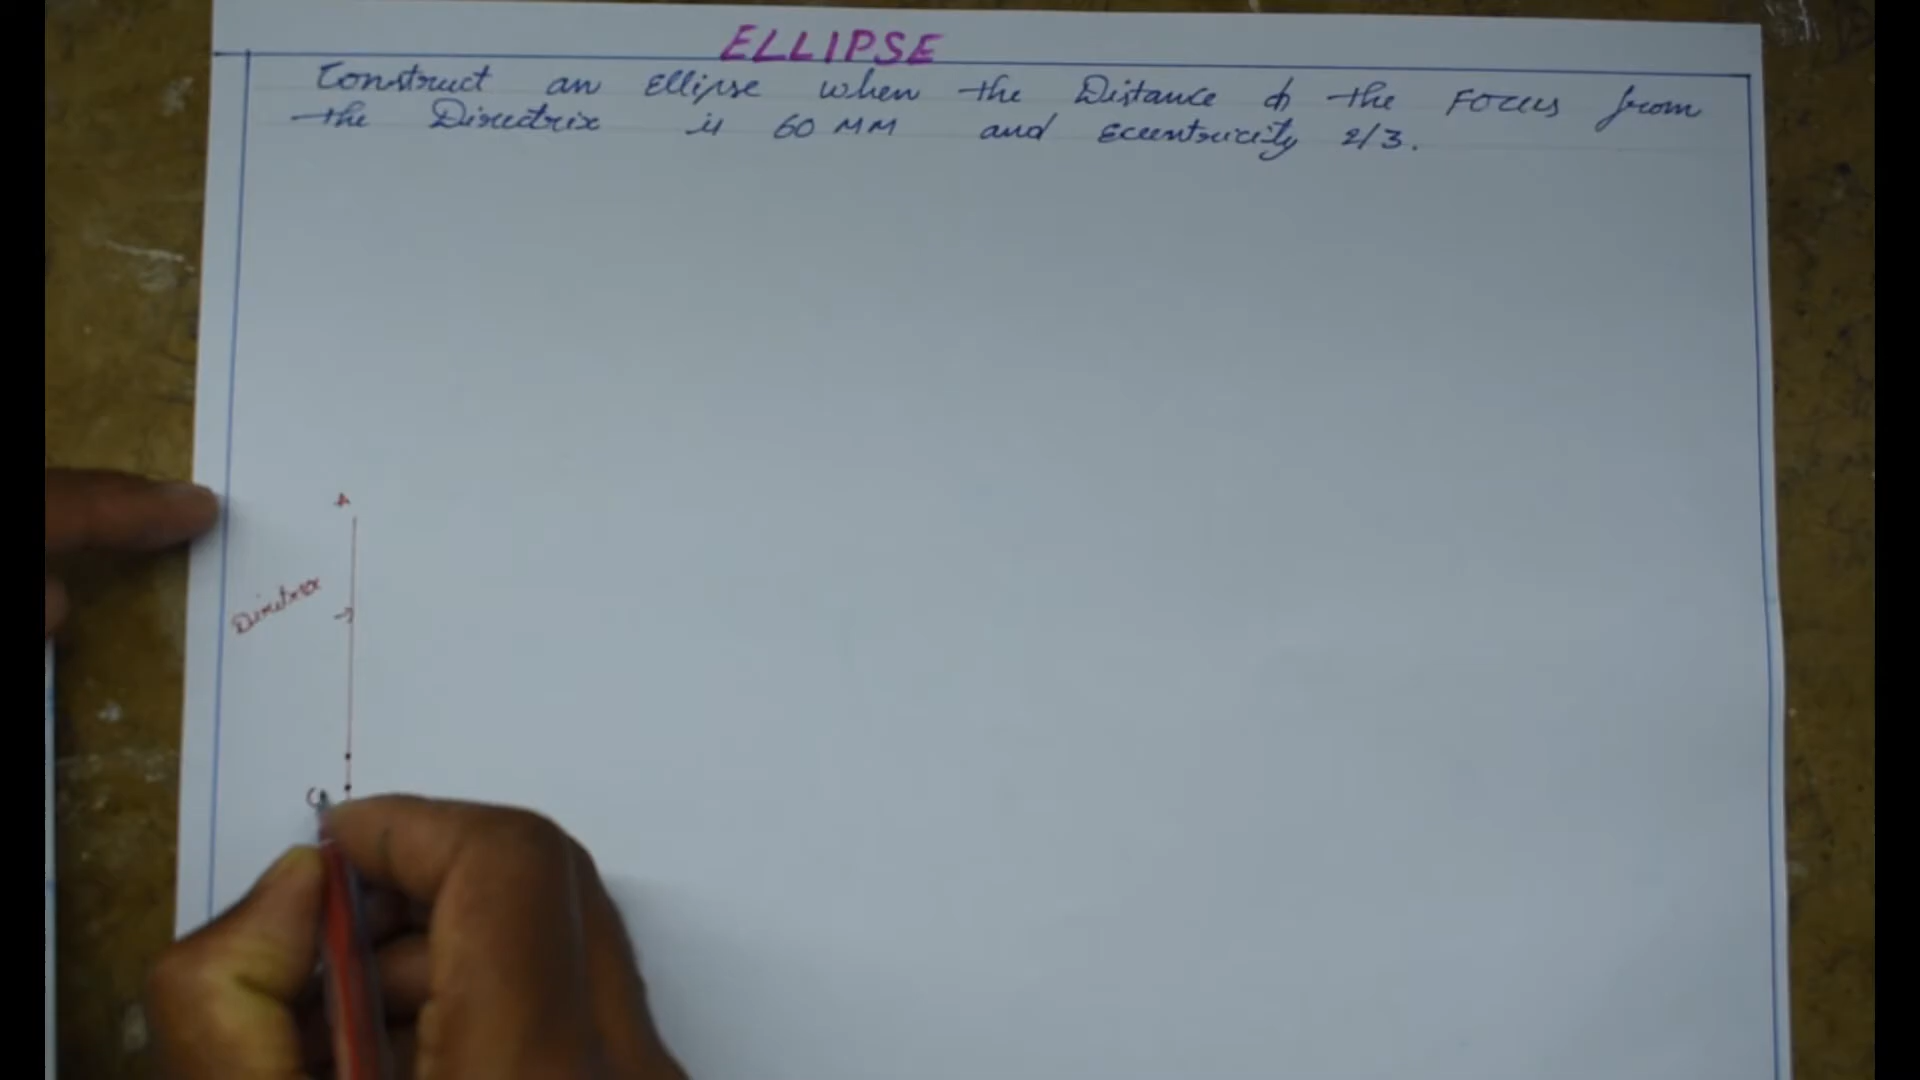 ELLIPSE
Construct an Ellipse when the Distance of the Focus from
the Directrix is 60 MM and Eccentricity 2/3.
A
Directrix
C